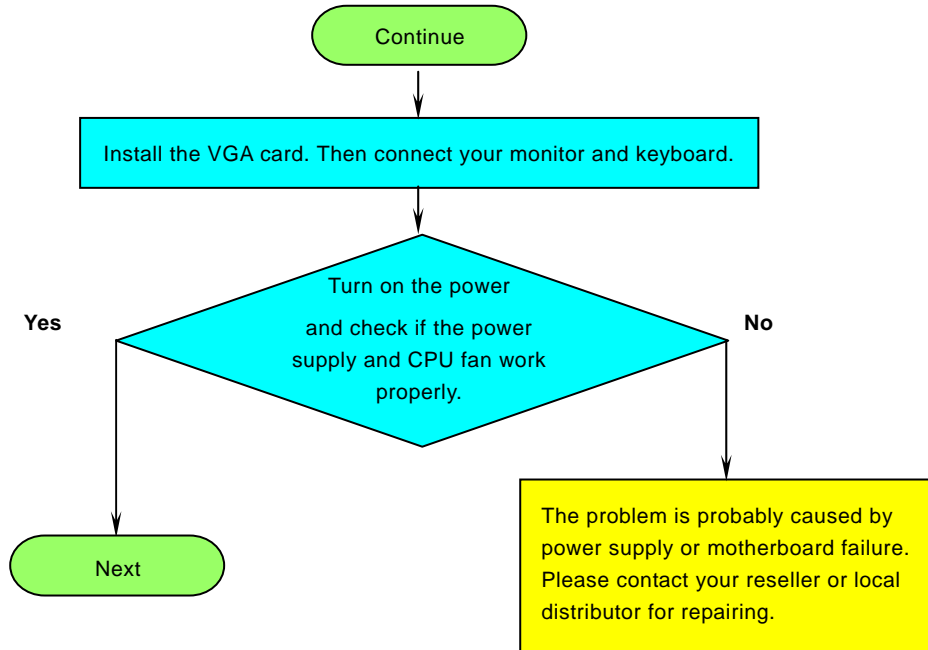 Continue
Install the VGA card. Then connect your monitor and keyboard.
Turn on the power
and check if the power
supply and CPU fan work
properly.
Yes
No
Next
The problem is probably caused by
power supply or motherboard failure.
Please contact your reseller or local
distributor for repairing.